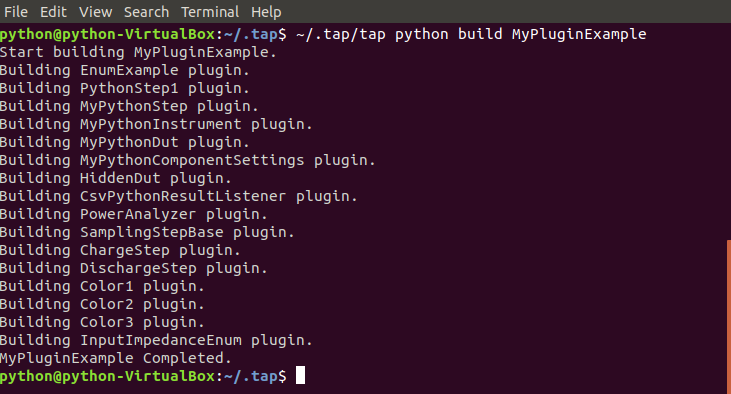 File Edit View Search Terminal Help
python@python-VirtualBox:~/.tap$ ~/.tap/tap python build MyPluginExample
Start building MyPluginExample.
Building EnumExample plugin.
Building PythonStep1 plugin.
Building MyPythonStep plugin.
Building MyPythonInstrument plugin.
Building MyPythonDut plugin.
Building MyPythonComponentSettings plugin.
Building HiddenDut plugin.
Building CsvPythonResultListener plugin.
Building PowerAnalyzer plugin.
Building SamplingStepBase plugin.
Building ChargeStep plugin.
Building DischargeStep plugin.
Building Color1 plugin.
Building Color2 plugin.
Building Color3 plugin.
Building InputImpedanceEnum plugin.
MyPluginExample Completed.
python@python-VirtualBox:~/.tap$